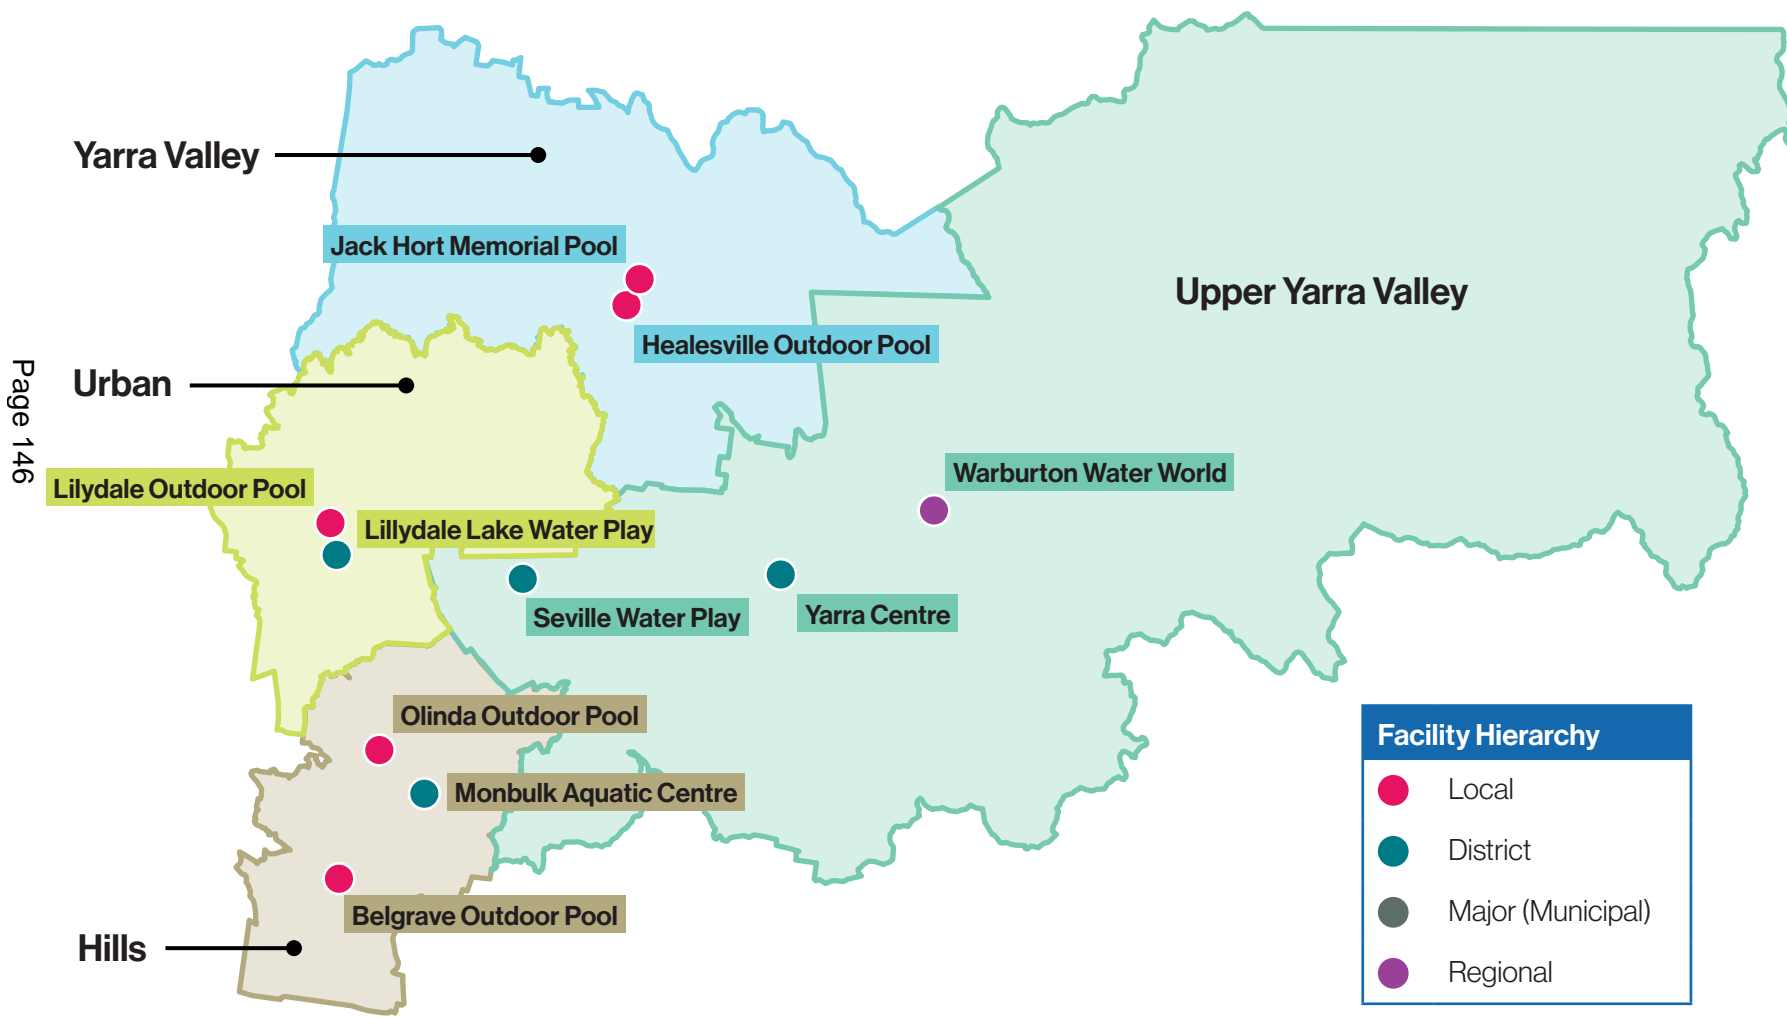 Yarra Valley
Jack Hort Memorial Pool
Upper Yarra Valley
Healesville Outdoor Pool
Page 146
Urban
Lilydale Outdoor Pool
Warburton Water World
Lillydale Lake Water Play
Seville Water Play
Yarra Centre
Olinda Outdoor Pool
Monbulk Aquatic Centre
Belgrave Outdoor Pool
Hills
Facility Hierarchy
Local
District
Major (Municipal)
Regional